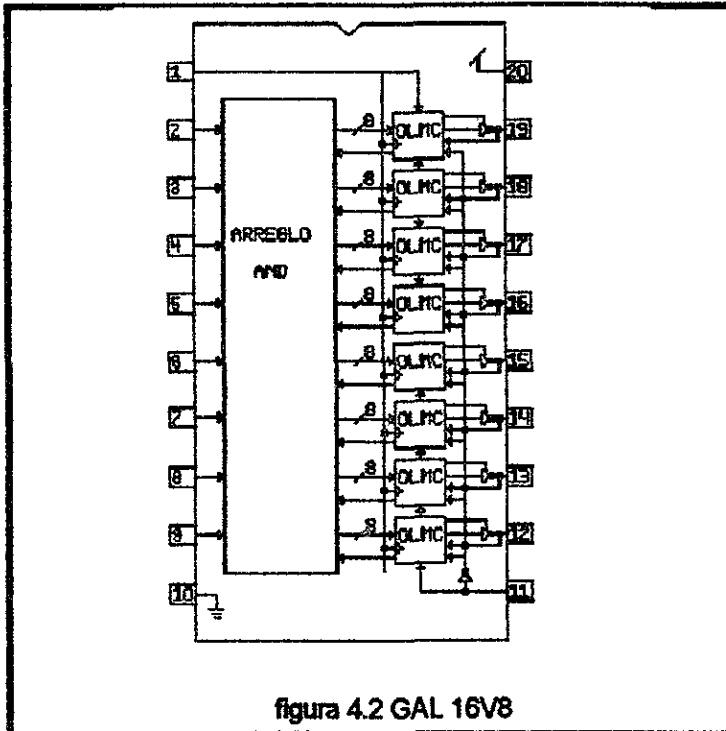 1 20
2 8 OLMC 19
3 8 OLMC 18
4 ARREGLO 8 OLMC 17
AND
5 8 OLMC 16
6 8 OLMC 15
7 8 OLMC 14
8 8 OLMC 13
9 8 OLMC 12
10 11
figura 4.2 GAL 16V8